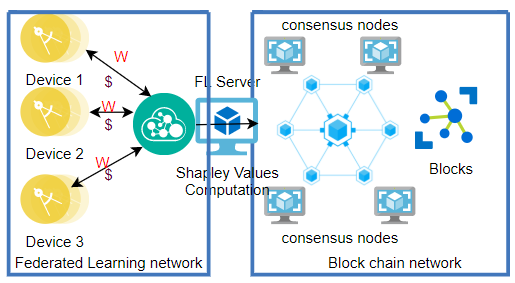 consensus nodes
W
Device 1
$
FL Server
W
$
Device 2
W
$
Shapley Values
Computation
Blocks
Device 3
consensus nodes
Federated Learning network
Block chain network